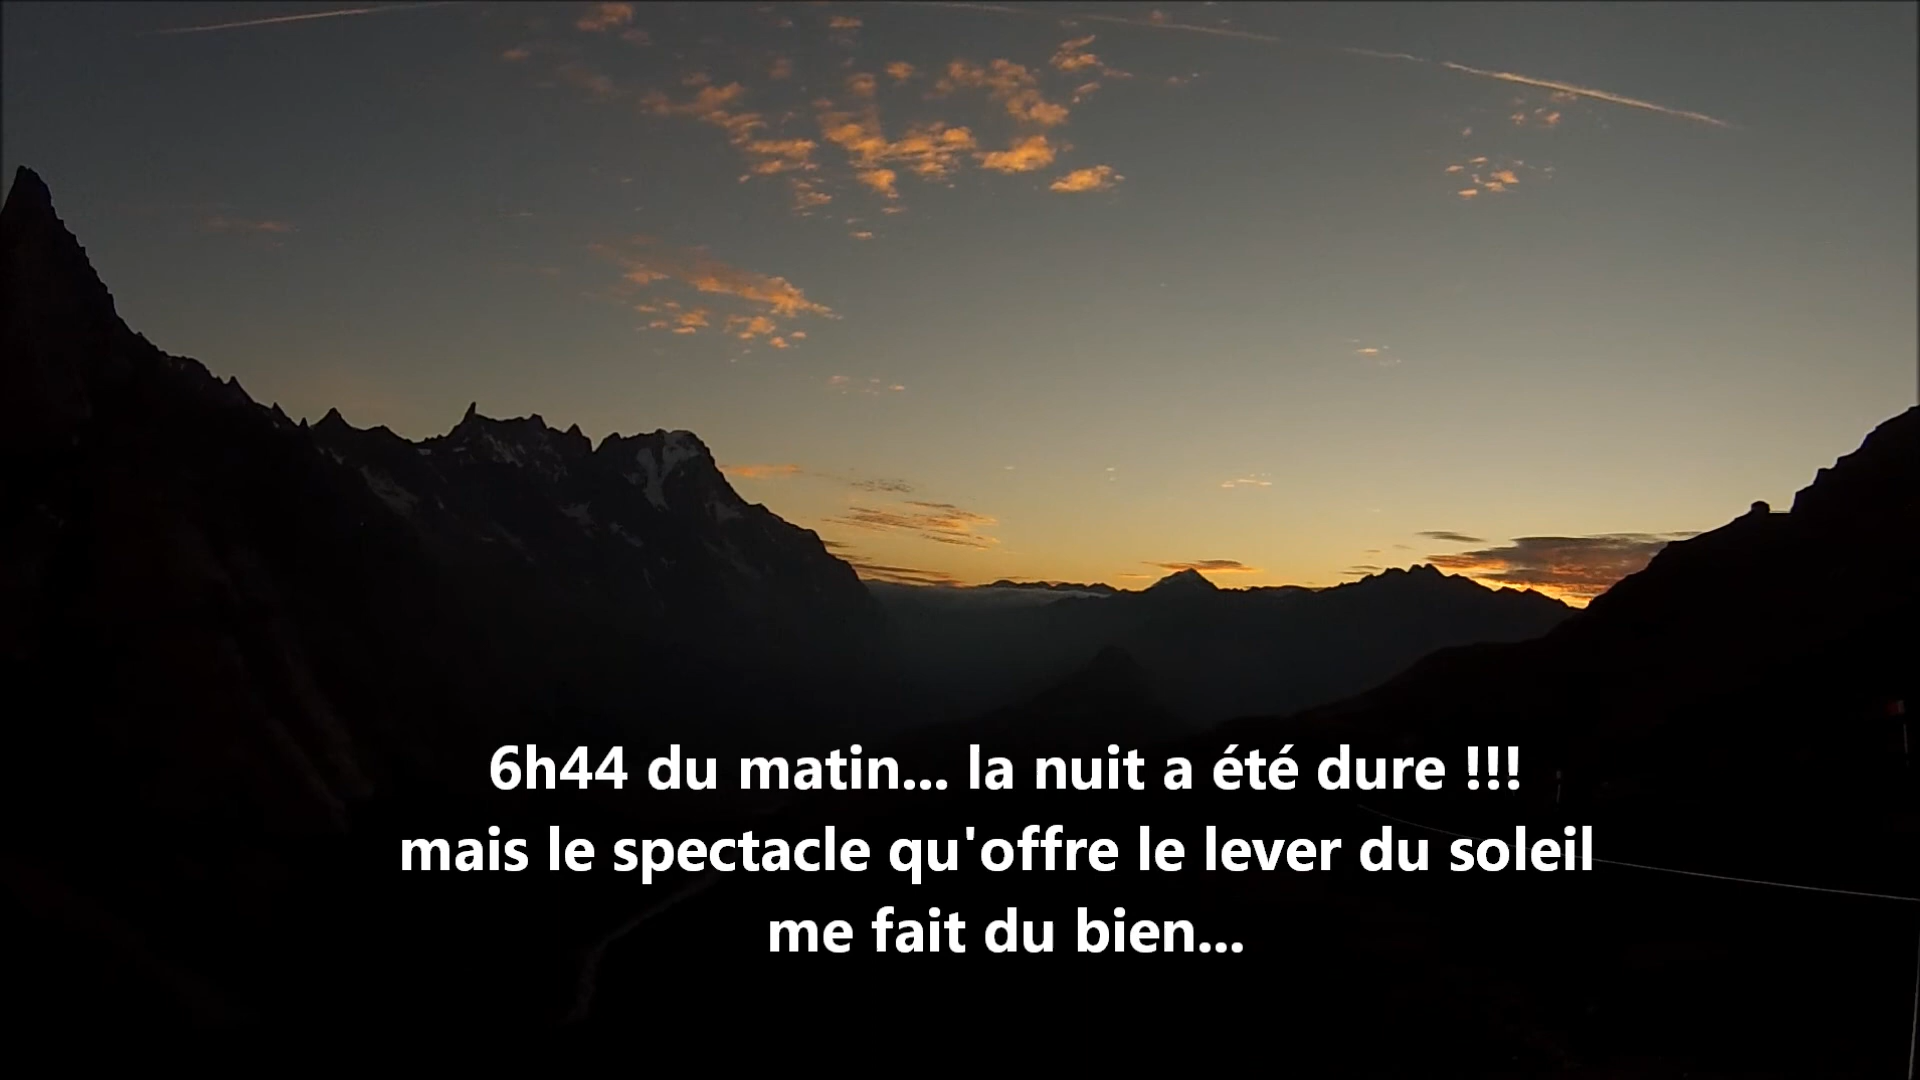 6h44 du matin... la nuit a été dure !!!
mais le spectacle qu'offre le lever du soleil
me fait du bien...